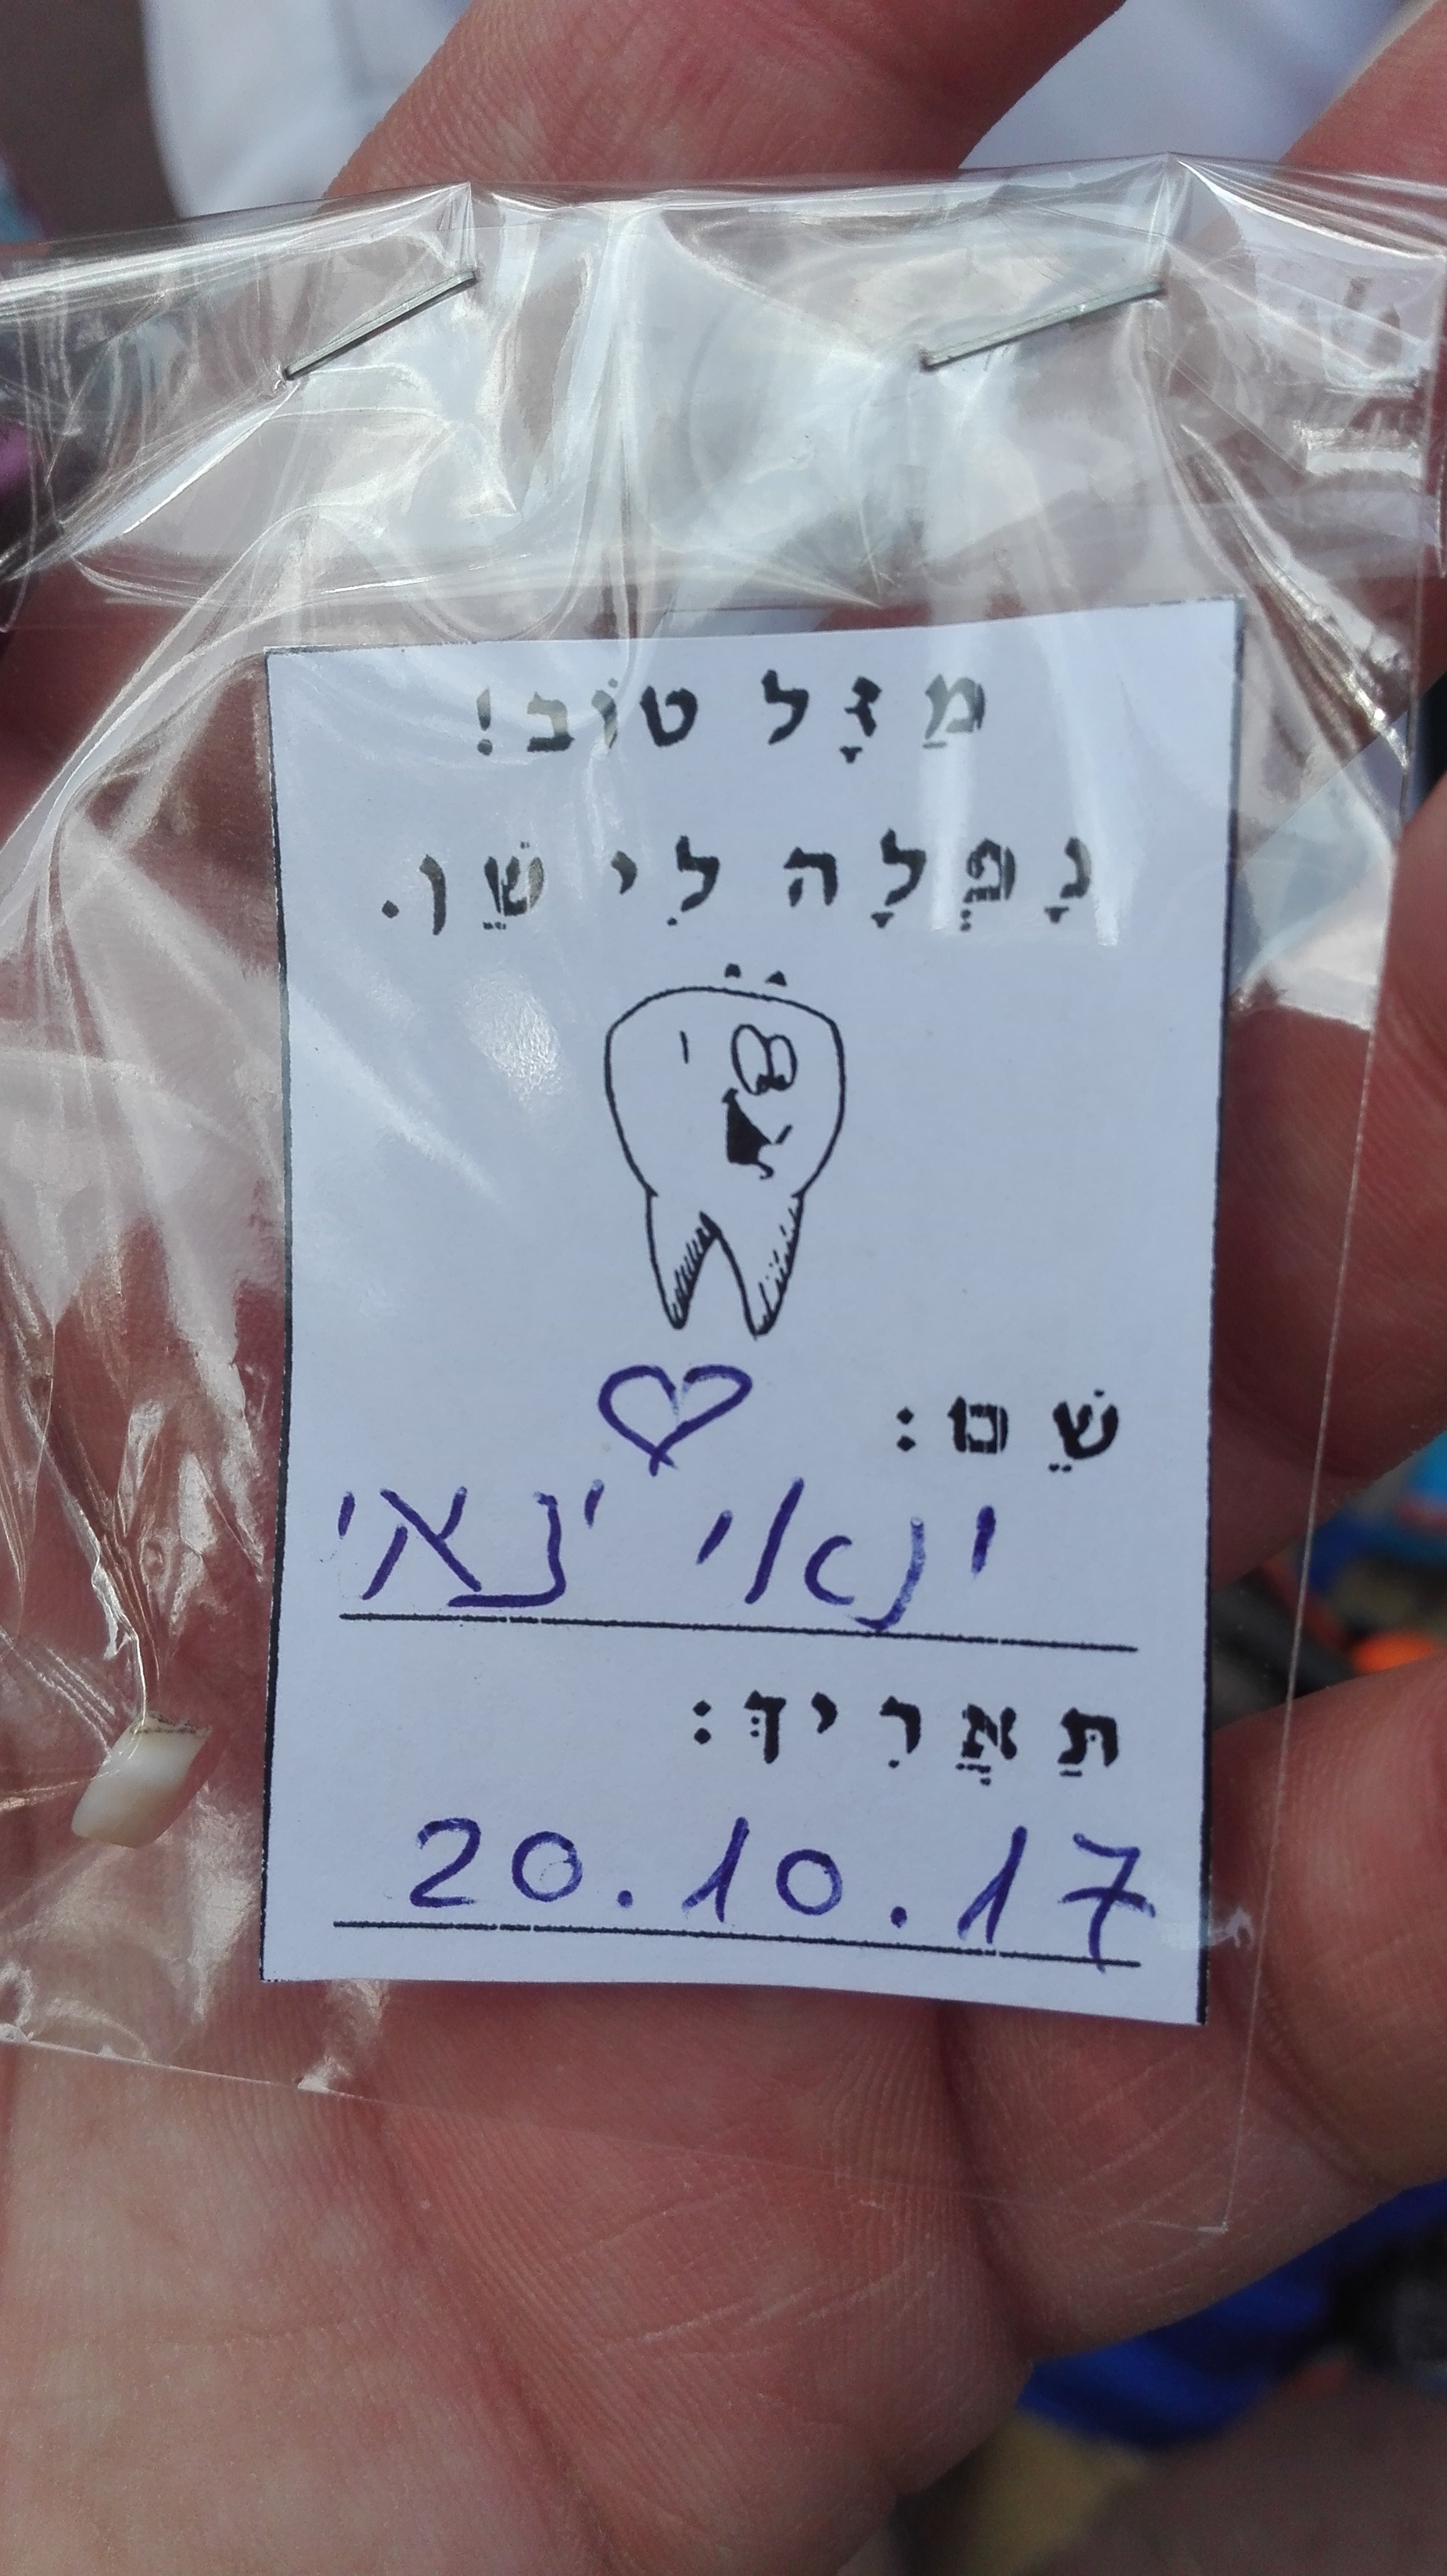 מַזָּל טוֹב!
נָפְלָה לִי שֵׁן.
שֵׁם:
ינאי ינאי
תַּאֲרִיךְ:
20.10.17